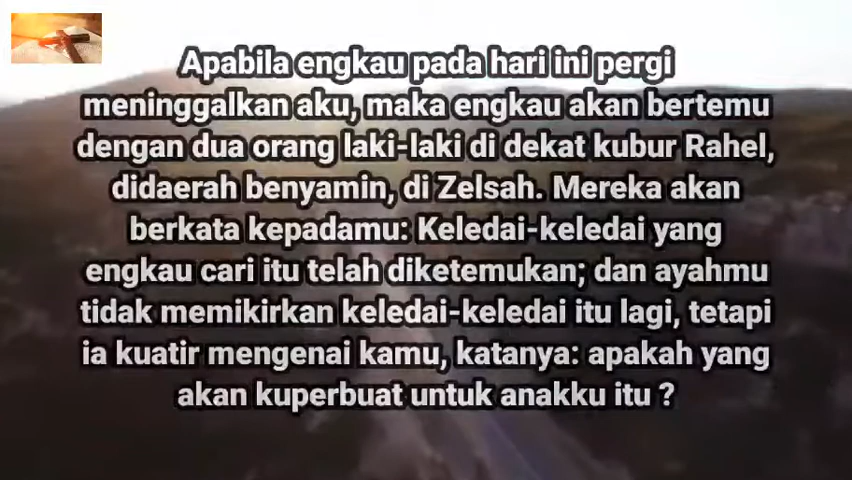 Apabila engkau pada hari ini pergi
meninggalkan aku, maka engkau akan bertemu
dengan dua orang laki-laki di dekat kubur Rahel,
didaerah benyamin, di Zelsah. Mereka akan
berkata kepadamu: Keledai-keledai yang
engkau cari itu telah diketemukan; dan ayahmu
tidak memikirkan keledai-keledai itu lagi, tetapi
ia kuatir mengenai kamu, katanya: apakah yang
akan kuperbuat untuk anakku itu ?